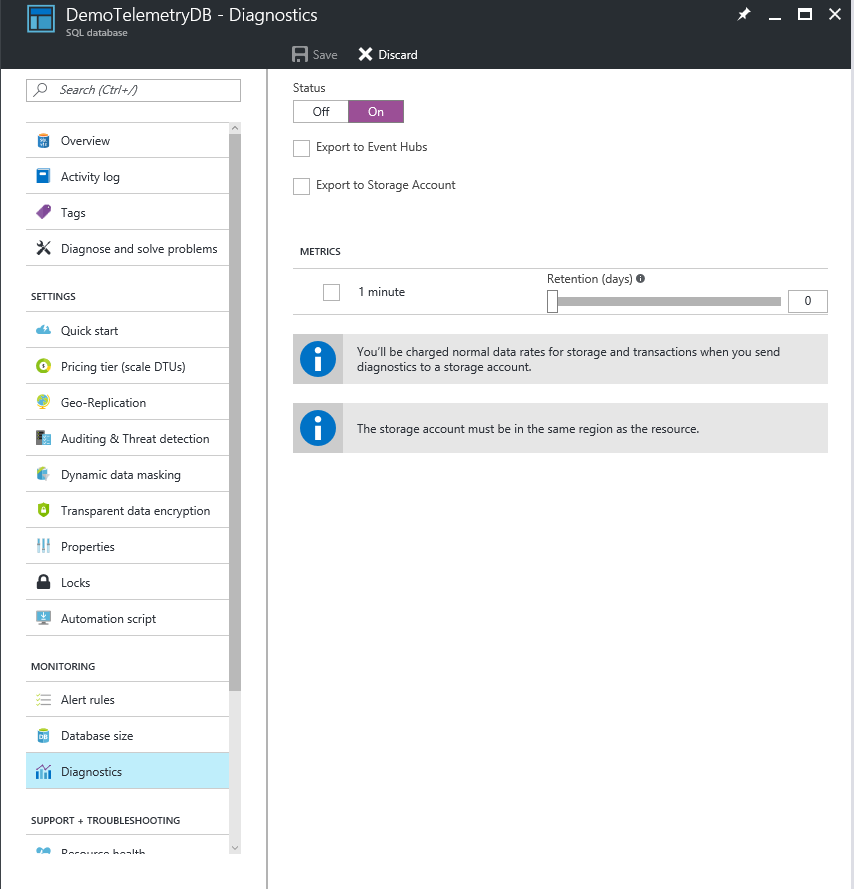 DemoTelemetryDB - Diagnostics
SQL database
Save
Discard
Search (Ctrl+/)
Overview
Activity log
Tags
Diagnose and solve problems
SETTINGS
Quick start
Pricing tier (scale DTUs)
Geo-Replication
Auditing & Threat detection
Dynamic data masking
Transparent data encryption
Properties
Locks
Automation script
MONITORING
Alert rules
Database size
Diagnostics
SUPPORT + TROUBLESHOOTING
Resource health
Status
Off
On
Export to Event Hubs
Export to Storage Account
METRICS
1 minute
Retention (days)
0
You'll be charged normal data rates for storage and transactions when you send
diagnostics to a storage account.
The storage account must be in the same region as the resource.